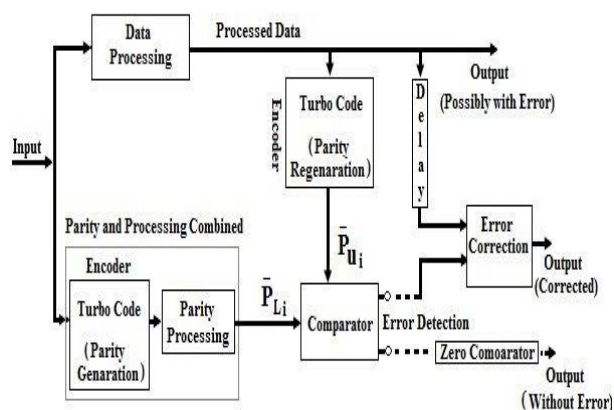 Data
Processing
Processed Data
Output
(Possibly with Error)
Encoder
Turbo Code
(Parity
Regenaration)
Delay
Input
Parity and Processing Combined
Encoder
Turbo Code
(Parity
Genaration)
Parity
Processing
P̄Li
P̄ui
Comparator
Error
Correction
Output
(Corrected)
Error Detection
Zero Comoarator
Output
(Without Error)